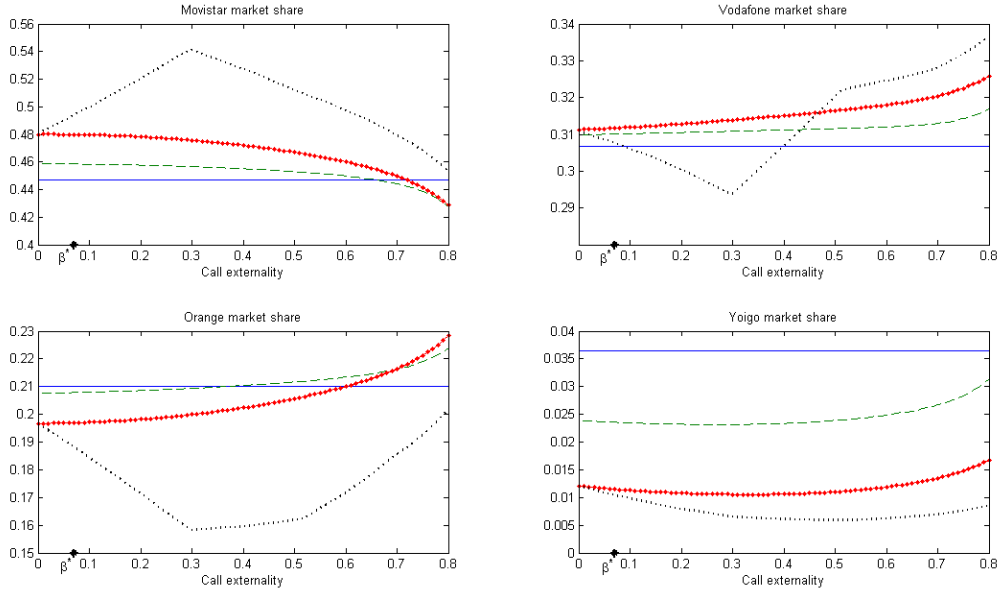 Movistar market share
0.56
0.54
0.52
0.5
0.48
0.46
0.44
0.42
0.4
0 β* 0.1 0.2 0.3 0.4 0.5 0.6 0.7 0.8
Call externality
Vodafone market share
0.34
0.33
0.32
0.31
0.3
0.29
0 β* 0.1 0.2 0.3 0.4 0.5 0.6 0.7 0.8
Call externality
Orange market share
0.23
0.22
0.21
0.2
0.19
0.18
0.17
0.16
0.15
0 β* 0.1 0.2 0.3 0.4 0.5 0.6 0.7 0.8
Call externality
Yoigo market share
0.04
0.035
0.03
0.025
0.02
0.015
0.01
0.005
0
0 β* 0.1 0.2 0.3 0.4 0.5 0.6 0.7 0.8
Call externality